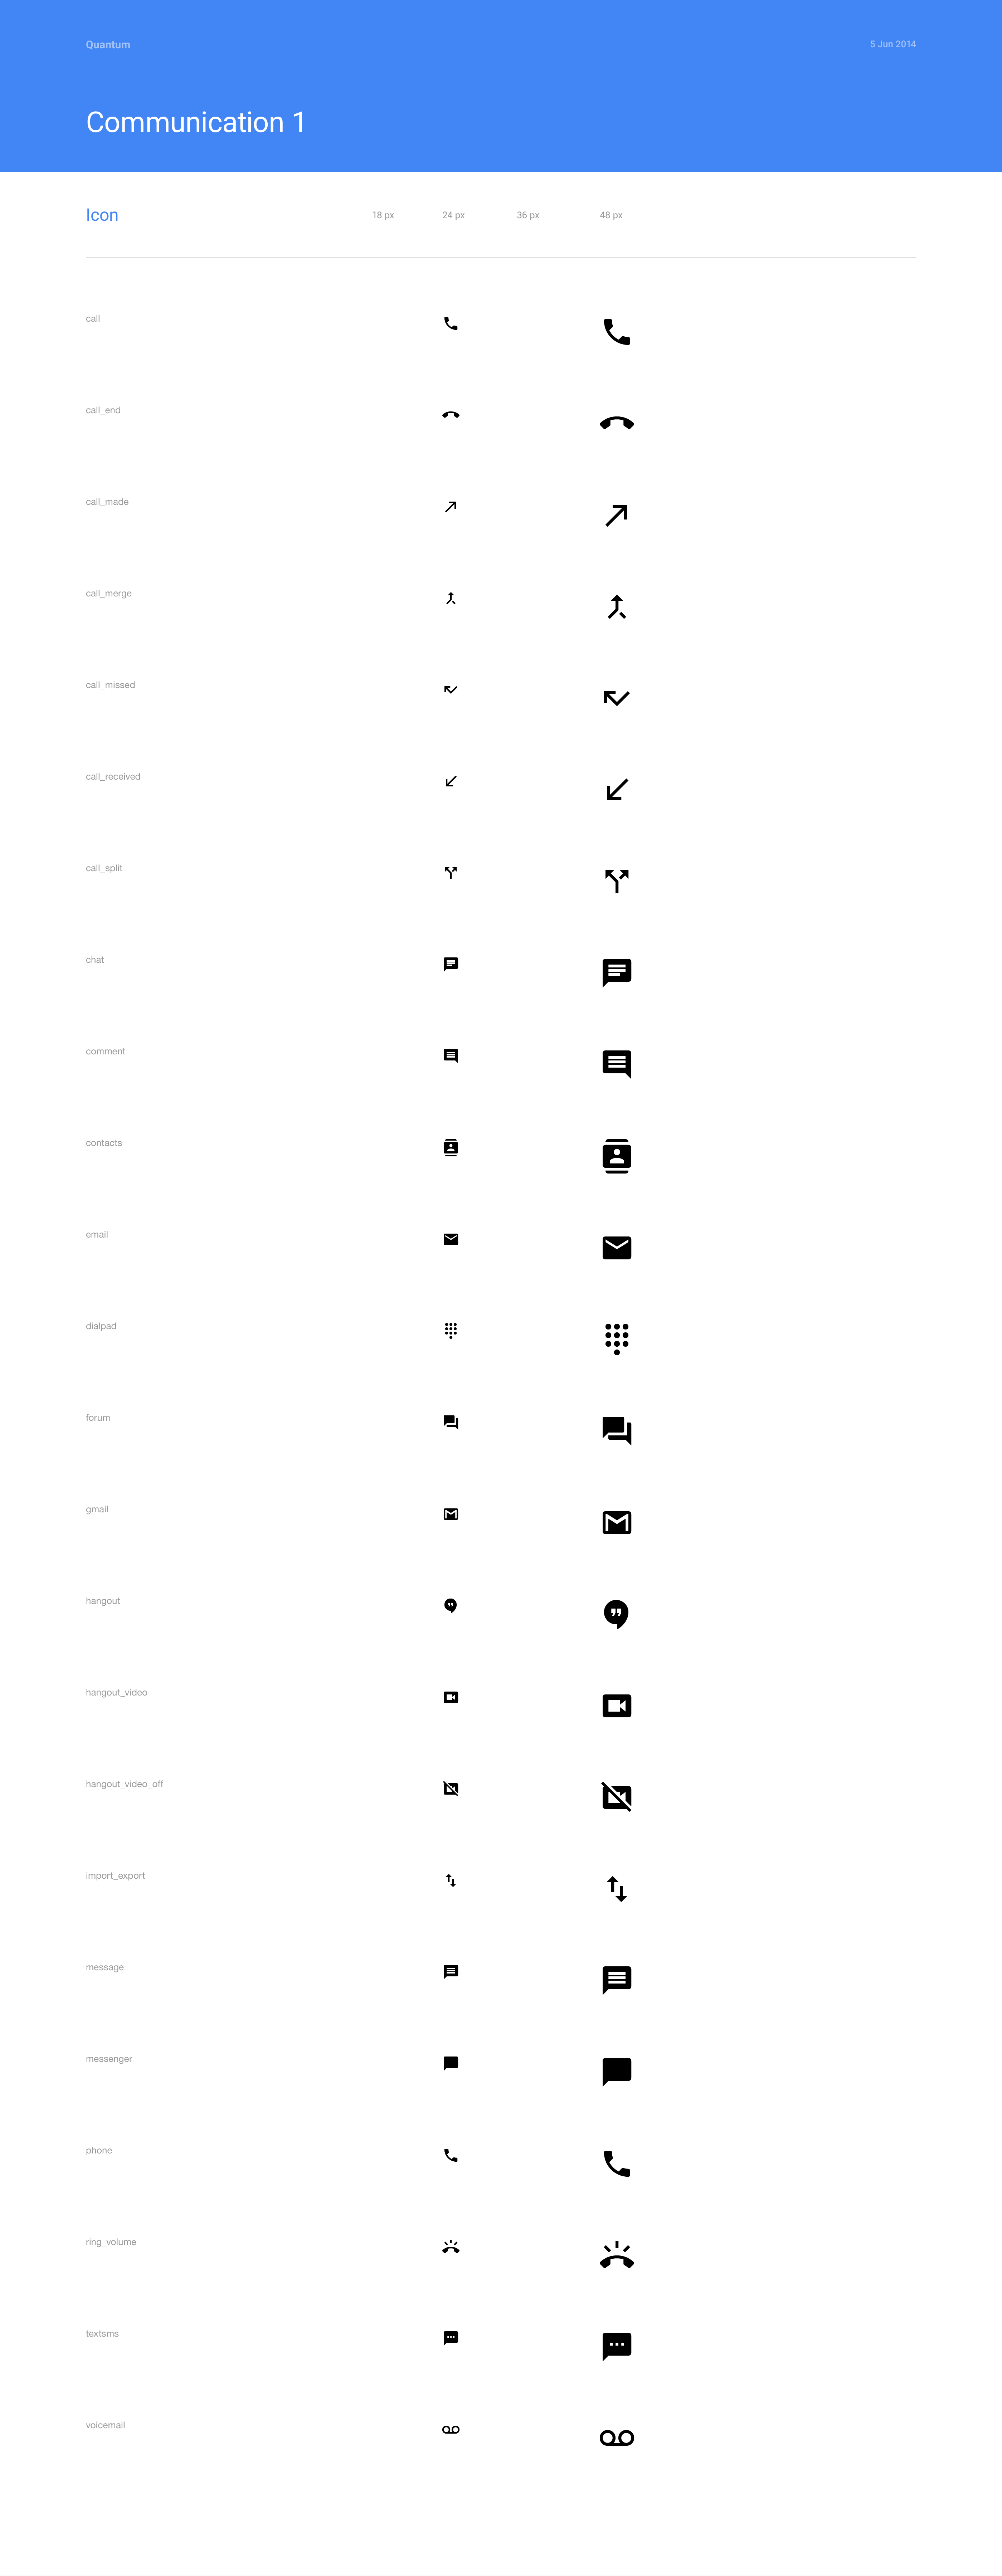 Quantum 5 Jun 2014
Communication 1
Icon 18 px 24 px 36 px 48 px
call
call_end
call_made
call_merge
call_missed
call_received
call_split
chat
comment
contacts
email
dialpad
forum
gmail
hangout
hangout_video
hangout_video_off
import_export
message
messenger
phone
ring_volume
textsms
voicemail